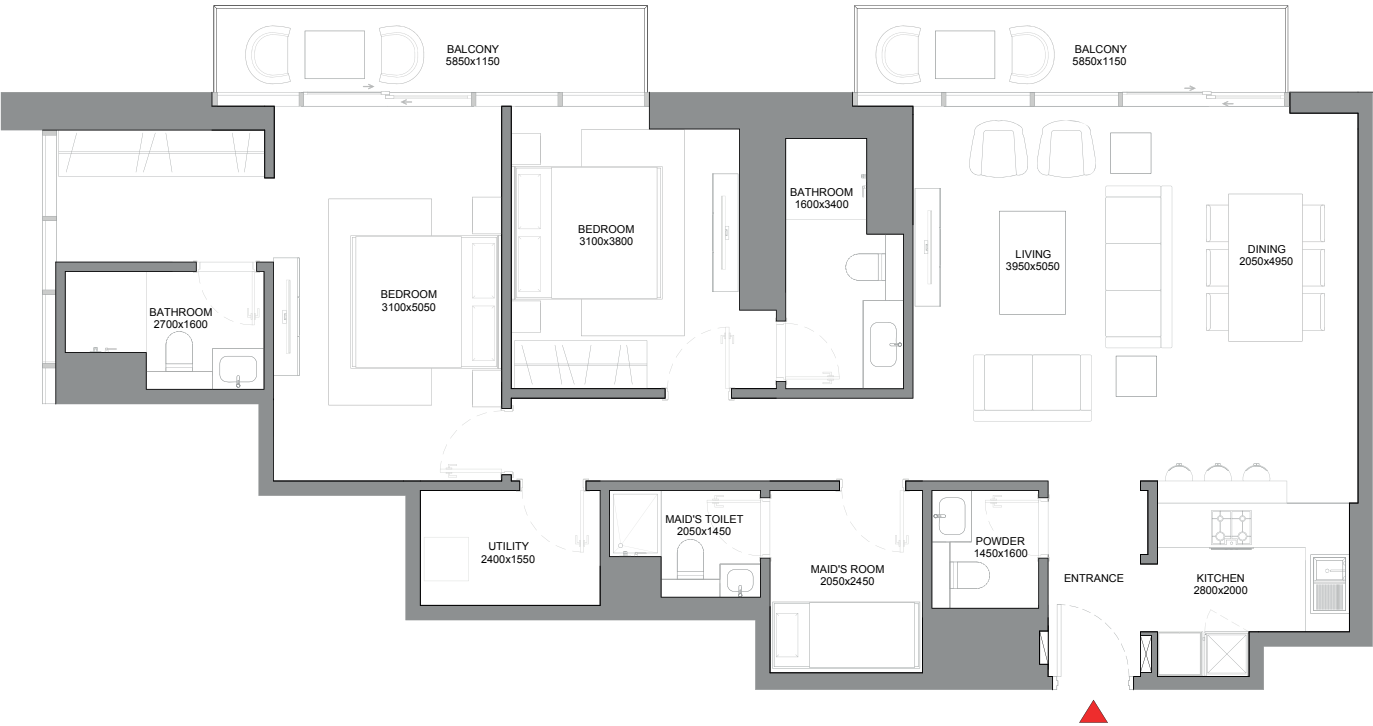 BALCONY
5850x1150
BALCONY
5850x1150
BATHROOM
1600x3400
BEDROOM
3100x3800
LIVING
3950x5050
DINING
2050x4950
BEDROOM
3100x5050
BATHROOM
2700x1600
MAID'S TOILET
2050x1450
UTILITY
2400x1550
MAID'S ROOM
2050x2450
POWDER
1450x1600
ENTRANCE
KITCHEN
2800x2000